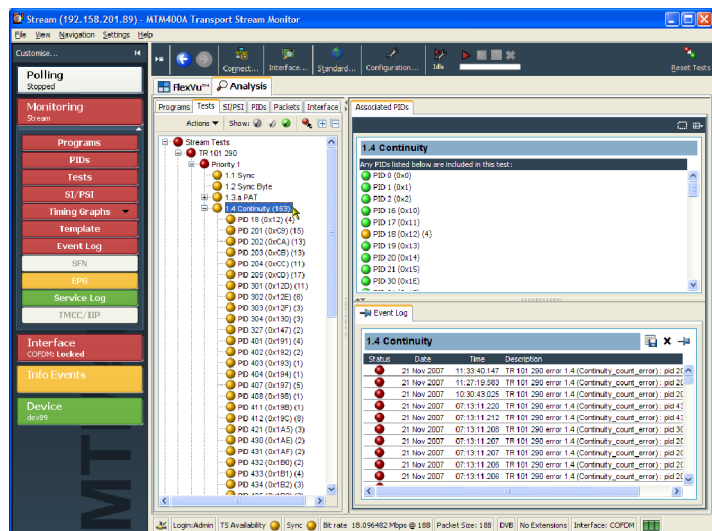 Stream (192.158.201.89) - MTM400A Transport Stream Monitor
File View Navigation Settings Help
Customise...
Connect... Interface... Standard... Configuration... Idle Reset Tests
Polling
Stopped
Monitoring
Stream
Programs
PIDs
Tests
SI/PSI
Timing Graphs
Template
Event Log
SFN
EPG
Service Log
TMCC/IIP
Interface
COFDM: Locked
Info Events
Device
dev89
MT
FlexVu™ Analysis
Programs Tests SI/PSI PIDs Packets Interface
Actions Show:
Stream Tests
TR 101 290
Priority 1
1.1 Sync
1.2 Sync Byte
1.3.a PAT
1.4 Continuity (163)
PID 18 (0x12) (4)
PID 201 (0xC9) (15)
PID 202 (0xCA) (13)
PID 203 (0xCB) (13)
PID 204 (0xCC) (11)
PID 205 (0xCD) (17)
PID 301 (0x12D) (11)
PID 302 (0x12E) (6)
PID 303 (0x12F) (3)
PID 304 (0x130) (3)
PID 327 (0x147) (2)
PID 401 (0x191) (4)
PID 402 (0x192) (2)
PID 403 (0x193) (1)
PID 404 (0x194) (1)
PID 407 (0x197) (5)
PID 408 (0x198) (1)
PID 411 (0x19B) (1)
PID 412 (0x19C) (8)
PID 421 (0x1A5) (3)
PID 430 (0x1AE) (2)
PID 431 (0x1AF) (2)
PID 432 (0x1B0) (2)
PID 433 (0x1B1) (4)
PID 434 (0x1B2) (3)
Associated PIDs
1.4 Continuity
Any PIDs listed below are included in this test:
PID 0 (0x0)
PID 1 (0x1)
PID 2 (0x2)
PID 16 (0x10)
PID 17 (0x11)
PID 18 (0x12) (4)
PID 19 (0x13)
PID 20 (0x14)
PID 21 (0x15)
PID 30 (0x1E)
Event Log
1.4 Continuity
Status Date Time Description
21 Nov 2007 11:33:40.147 TR 101 290 error 1.4 (Continuity_count_error) : pid 20
21 Nov 2007 11:27:19.583 TR 101 290 error 1.4 (Continuity_count_error) : pid 20
21 Nov 2007 10:30:43.025 TR 101 290 error 1.4 (Continuity_count_error) : pid 20
21 Nov 2007 07:13:11.220 TR 101 290 error 1.4 (Continuity_count_error) : pid 43
21 Nov 2007 07:13:11.212 TR 101 290 error 1.4 (Continuity_count_error) : pid 43
21 Nov 2007 07:13:11.208 TR 101 290 error 1.4 (Continuity_count_error) : pid 20
21 Nov 2007 07:13:11.207 TR 101 290 error 1.4 (Continuity_count_error) : pid 30
21 Nov 2007 07:13:11.206 TR 101 290 error 1.4 (Continuity_count_error) : pid 20
21 Nov 2007 07:13:11.206 TR 101 290 error 1.4 (Continuity_count_error) : pid 20
21 Nov 2007 07:13:11.206 TR 101 290 error 1.4 (Continuity_count_error) : pid 20
Login:Admin TS Availability Sync Bit rate 18.096482 Mbps @ 188 Packet Size: 188 DVB No Extensions Interface: COFDM